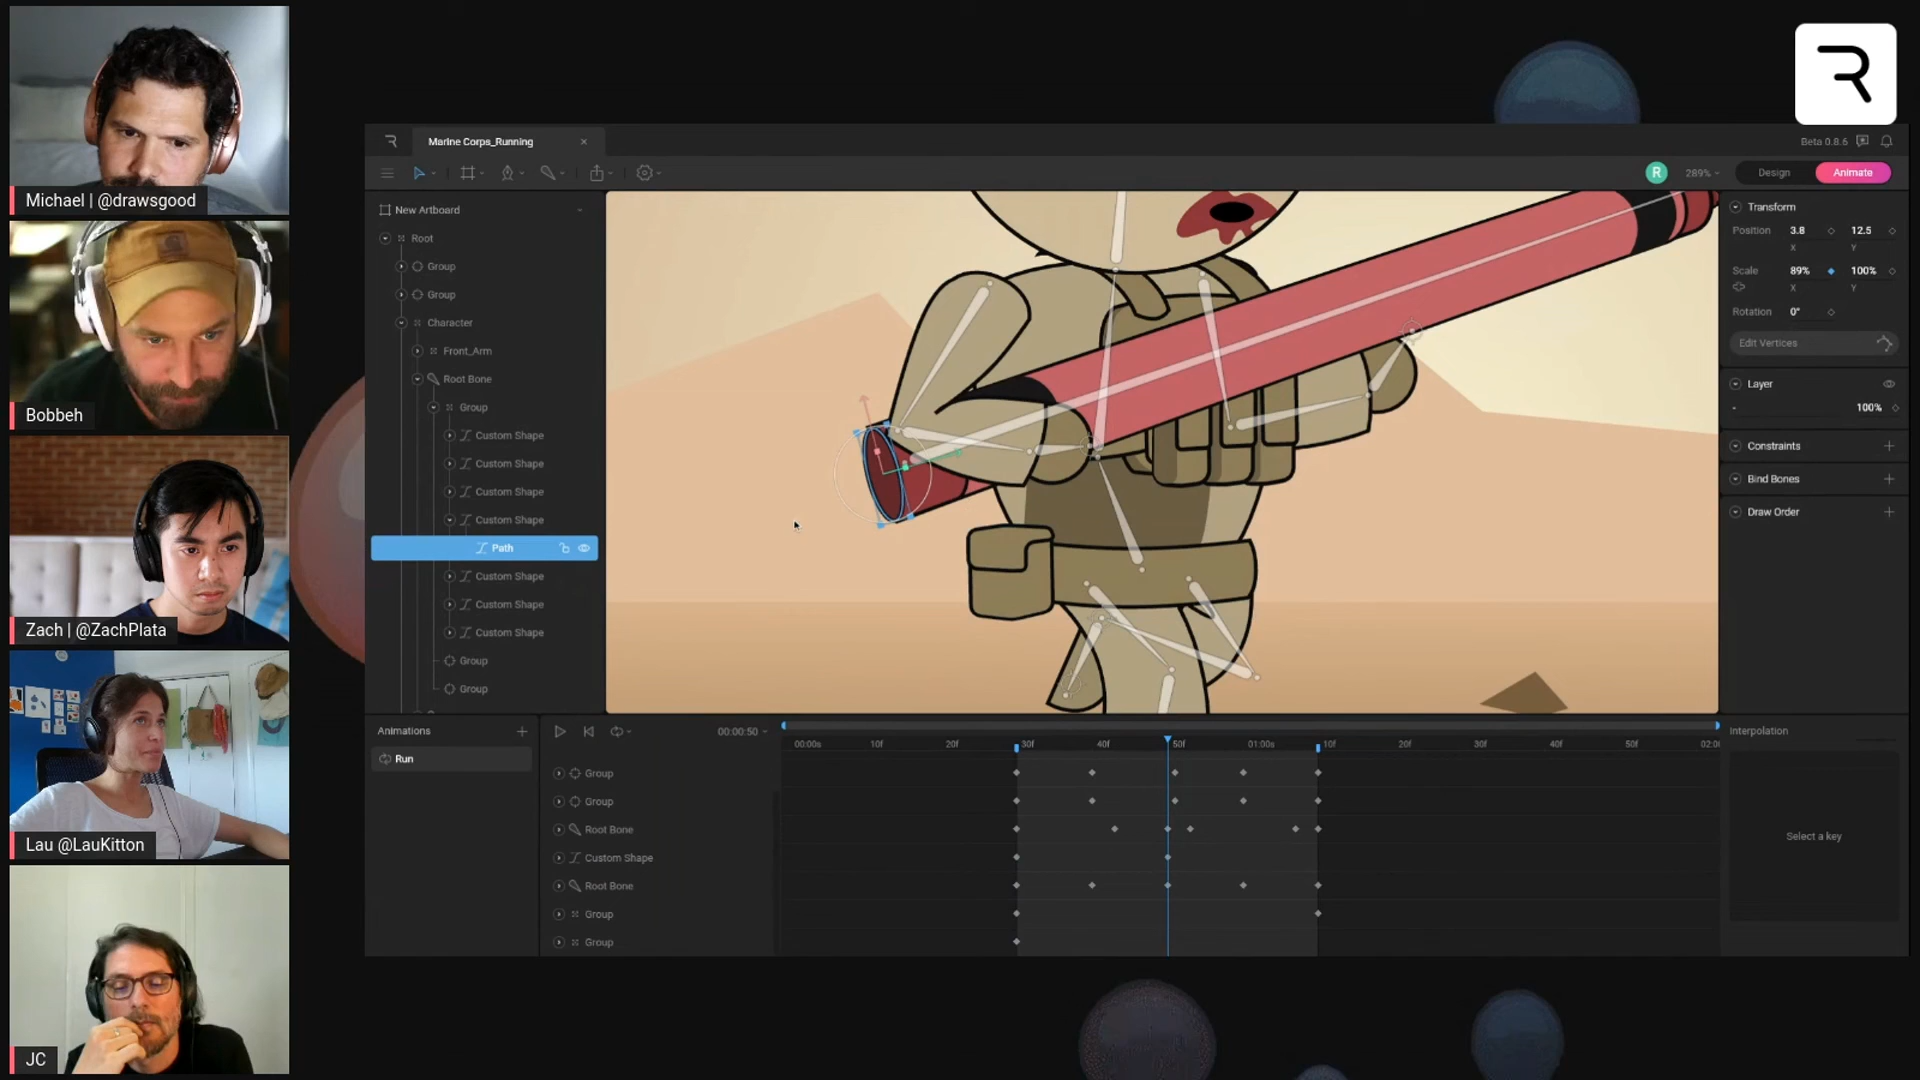 Michael | @drawsgood
Bobbeh
Zach | @ZachPlata
Lau @LauKitton
JC
Marine Corps_Running
Beta 0.8.6
R
289%
Design
Animate
New Artboard
Root
Group
Group
Character
Front_Arm
Root Bone
Group
Custom Shape
Custom Shape
Custom Shape
Custom Shape
Path
Custom Shape
Custom Shape
Custom Shape
Group
Group
Transform
Position 3.8 12.5
X Y
Scale 89% 100%
X Y
Rotation 0°
Edit Vertices
Layer
- 100%
Constraints
Bind Bones
Draw Order
Animations
Run
00:00:50
00:00s 10f 20f 30f 40f 50f 01:00s 10f 20f 30f 40f 50f 02:0
Group
Group
Root Bone
Custom Shape
Root Bone
Group
Group
Interpolation
Select a key